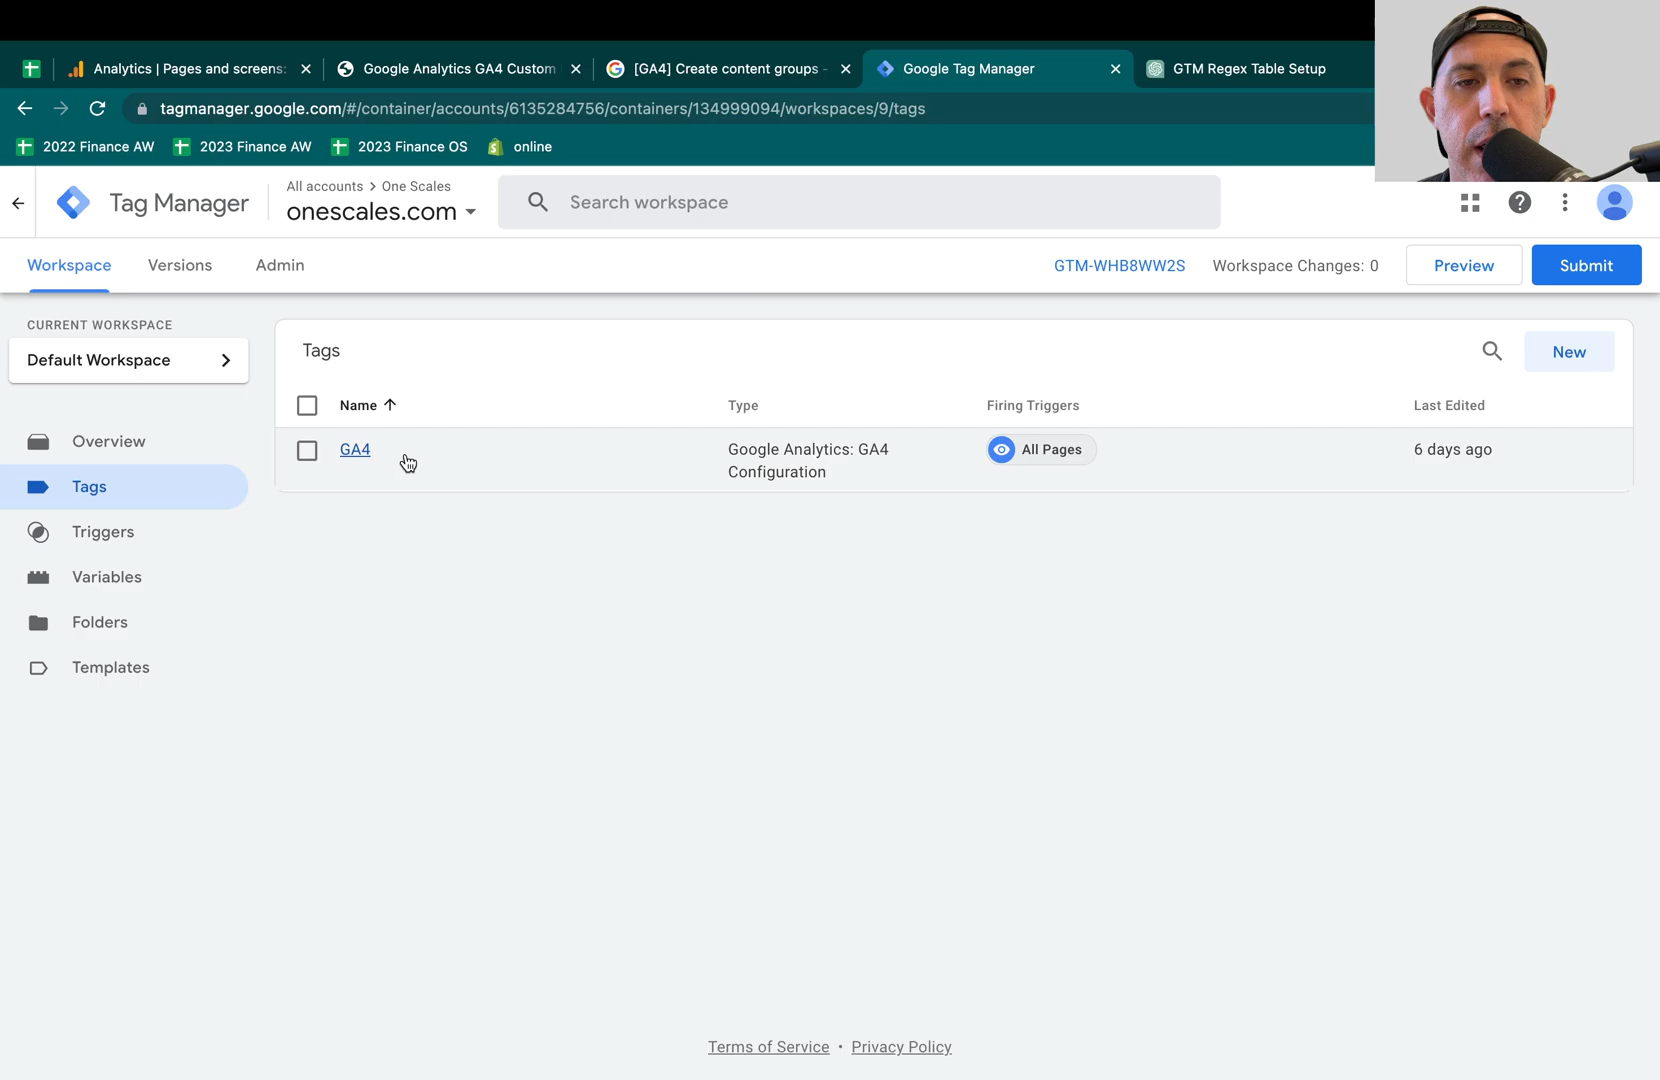 Analytics | Pages and screens:
Google Analytics GA4 Custom
[GA4] Create content groups -
Google Tag Manager
GTM Regex Table Setup
tagmanager.google.com/#/container/accounts/6135284756/containers/134999094/workspaces/9/tags
2022 Finance AW
2023 Finance AW
2023 Finance OS
online
Tag Manager
All accounts > One Scales
onescales.com
Search workspace
Workspace
Versions
Admin
GTM-WHB8WW2S
Workspace Changes: 0
Preview
Submit
CURRENT WORKSPACE
Default Workspace
Overview
Tags
Triggers
Variables
Folders
Templates
Tags
New
Name
Type
Firing Triggers
Last Edited
GA4
Google Analytics: GA4
Configuration
All Pages
6 days ago
Terms of Service • Privacy Policy